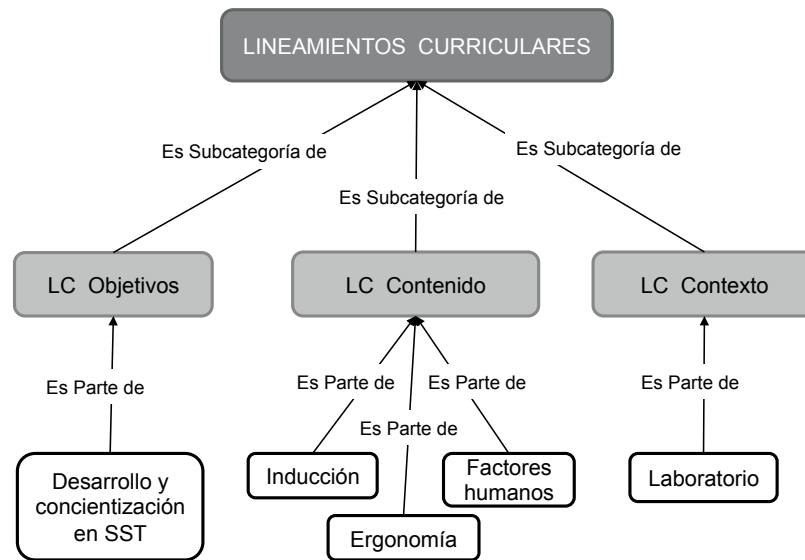 LINEAMIENTOS CURRICULARES
Es Subcategoría de
Es Subcategoría de
Es Subcategoría de
LC Objetivos
LC Contenido
LC Contexto
Es Parte de
Es Parte de
Es Parte de
Es Parte de
Es Parte de
Desarrollo y
concientización
en SST
Inducción
Ergonomía
Factores
humanos
Laboratorio